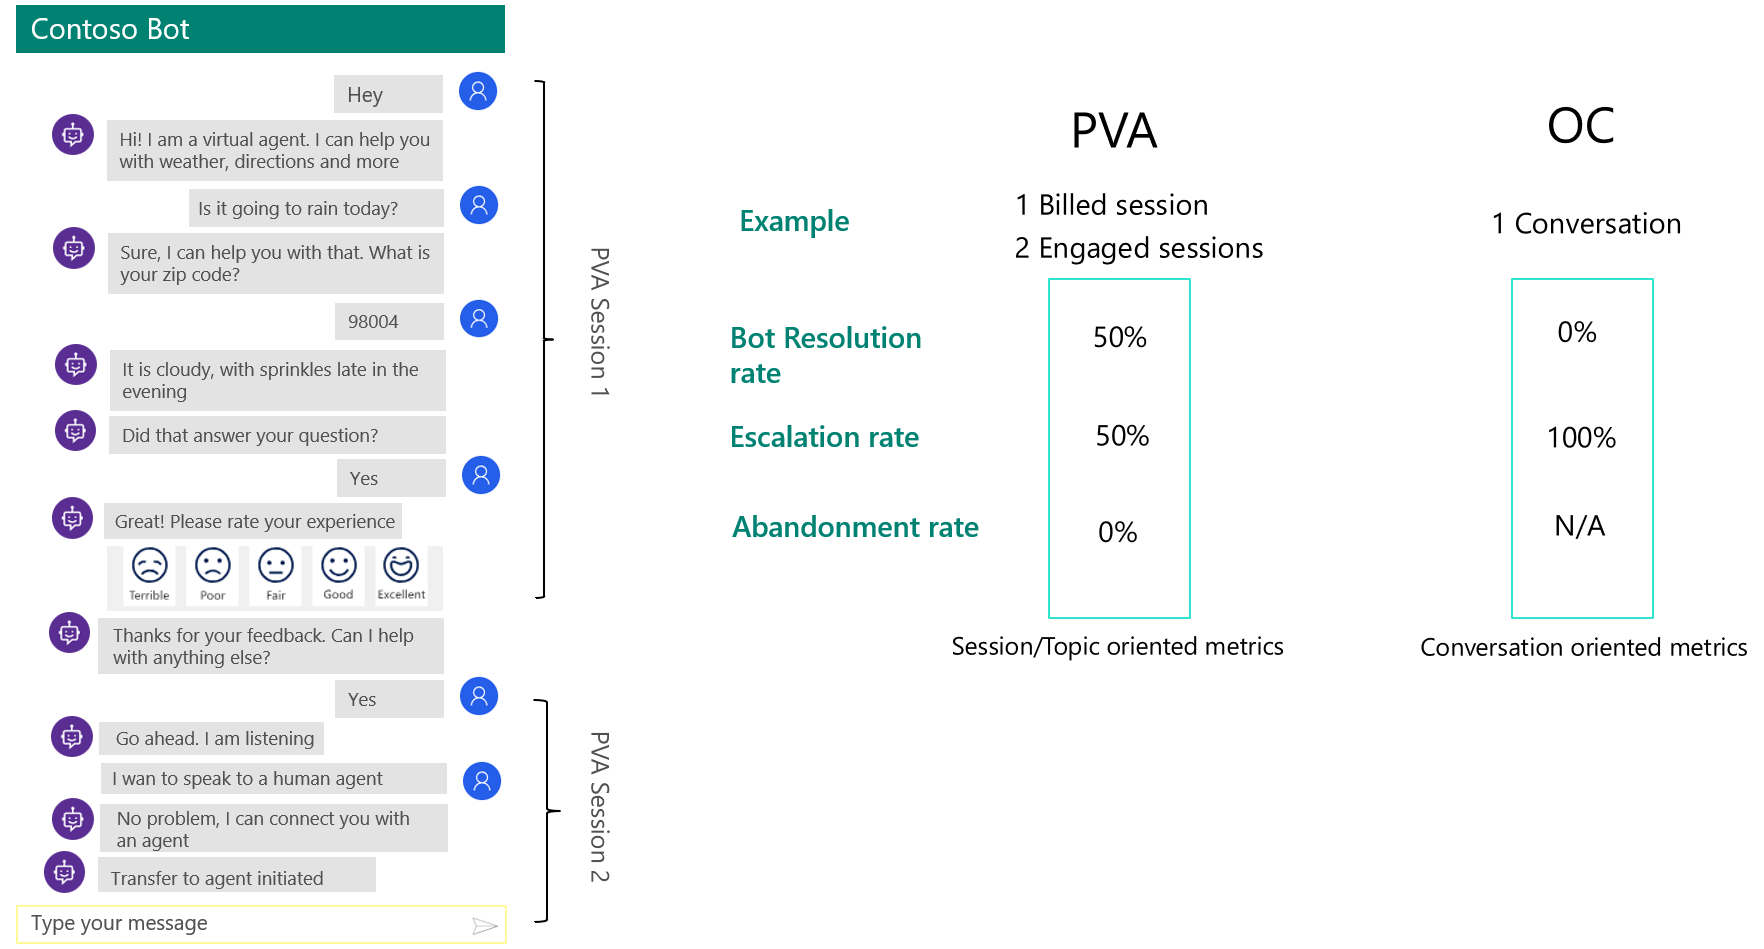 Contoso Bot
Hey
Hi! I am a virtual agent. I can help you
with weather, directions and more
Is it going to rain today?
Sure, I can help you with that. What is
your zip code?
98004
It is cloudy, with sprinkles late in the
evening
Did that answer your question?
Yes
Great! Please rate your experience
Terrible
Poor
Fair
Good
Excellent
Thanks for your feedback. Can I help
with anything else?
Yes
Go ahead. I am listening
I wan to speak to a human agent
No problem, I can connect you with
an agent
Transfer to agent initiated
Type your message
PVA Session 1
PVA Session 2
PVA
OC
Example
1 Billed session
2 Engaged sessions
1 Conversation
Bot Resolution
rate
50%
0%
Escalation rate
50%
100%
Abandonment rate
0%
N/A
Session/Topic oriented metrics
Conversation oriented metrics